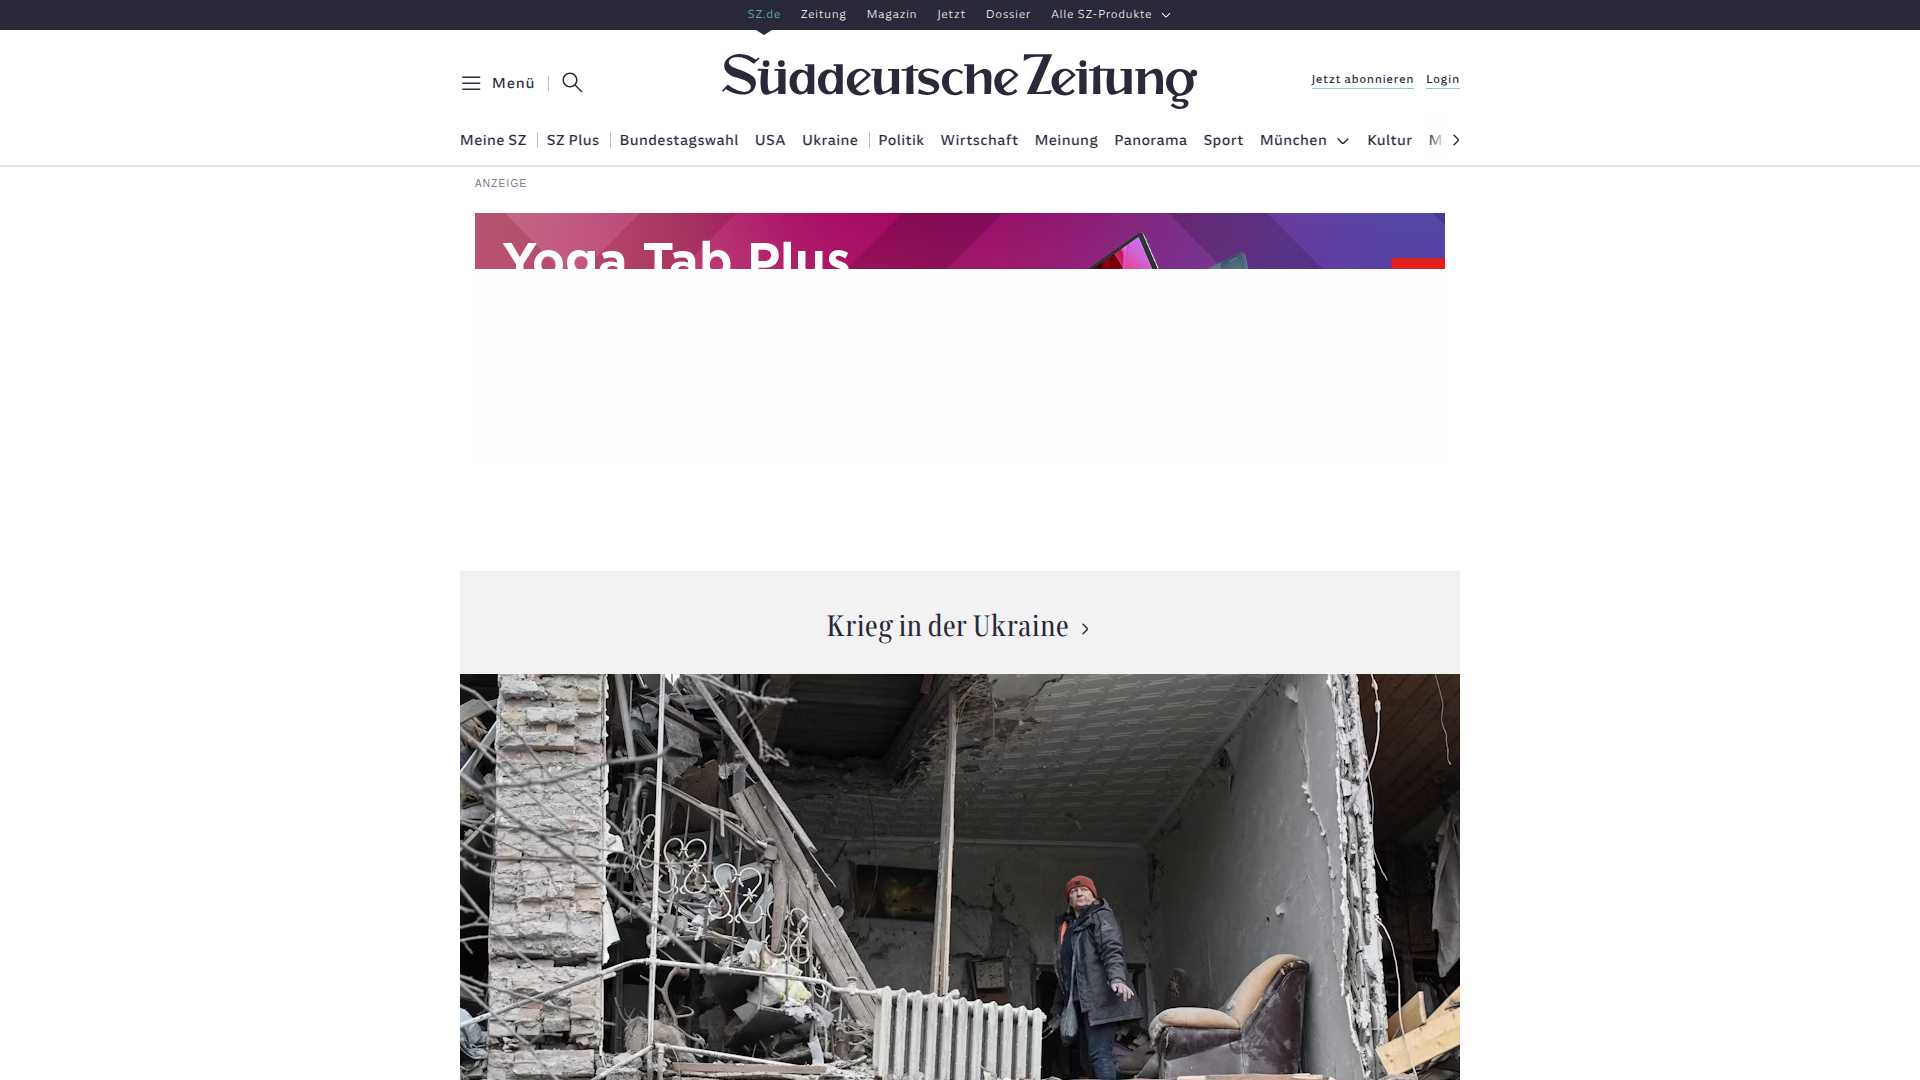 SZ.de Zeitung Magazin Jetzt Dossier Alle SZ-Produkte
Menü
Süddeutsche Zeitung
Jetzt abonnieren Login
Meine SZ SZ Plus Bundestagswahl USA Ukraine Politik Wirtschaft Meinung Panorama Sport München Kultur M
ANZEIGE
Yoga Tab Plus
Krieg in der Ukraine